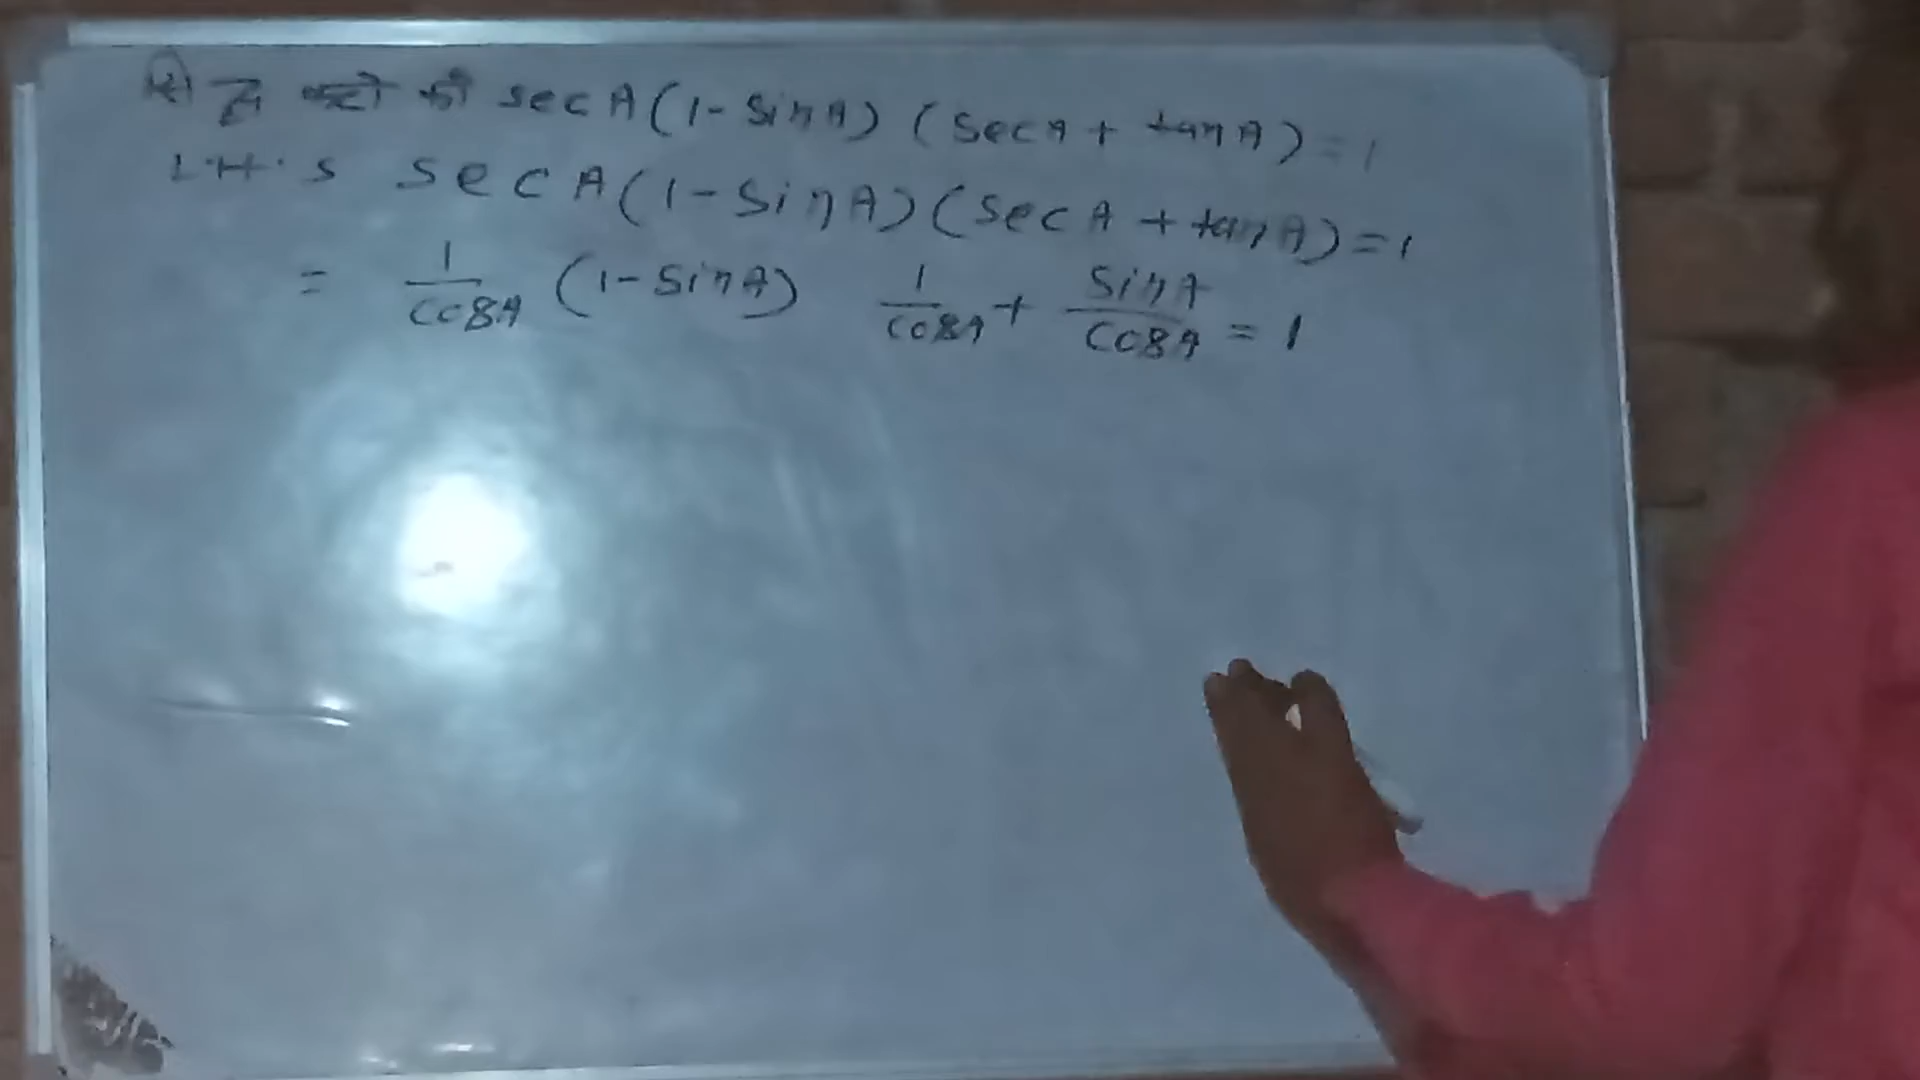 सिद्ध करो की secA(1-sinA) (secA + tanA)=1
L.H.S secA(1-sinA)(secA + tanA)=1
= 1/cosA (1-sinA) 1/cosA + sinA/cosA = 1